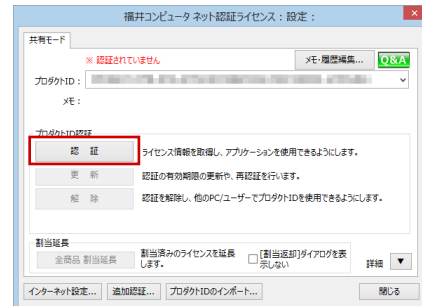 福井コンピュータ ネット認証ライセンス：設定：
×
共有モード
※ 認証されていません
メモ・履歴編集...
Q&A
プロダクトID：
メモ：
プロダクトID認証
認 証
ライセンス情報を取得し、アプリケーションを使用できるようにします。
更 新
認証の有効期限の更新や、再認証を行います。
解 除
認証を解除し、他のPC/ユーザーでプロダクトIDを使用できるようにします。
割当延長
全商品 割当延長
割当済みのライセンスを延長
します。
[割当返却]ダイアログを表
示しない
詳細 ▼
インターネット設定...
追加認証...
プロダクトIDのインポート...
閉じる